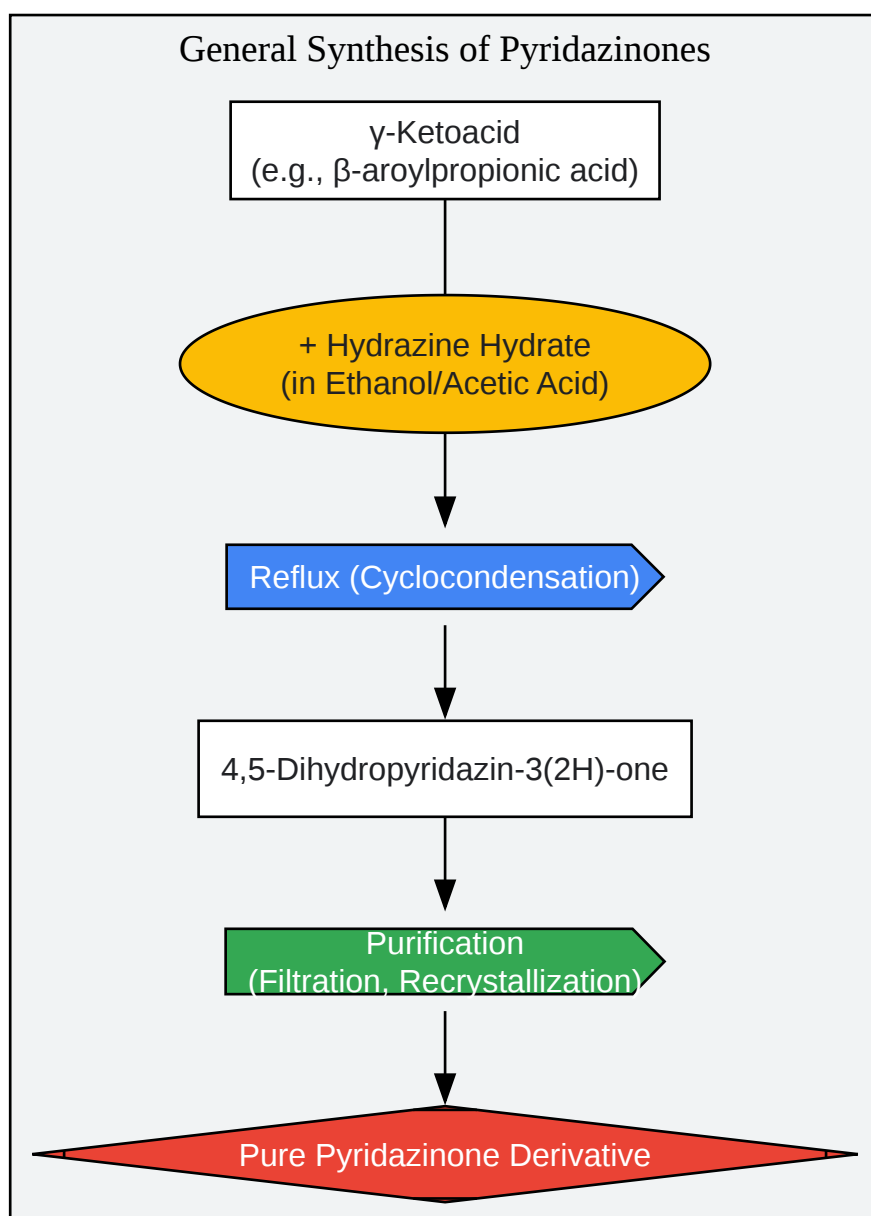 General Synthesis of Pyridazinones
γ-Ketoacid
(e.g., β-aroylpropionic acid)
+ Hydrazine Hydrate
(in Ethanol/Acetic Acid)
Reflux (Cyclocondensation)
4,5-Dihydropyridazin-3(2H)-one
Purification
(Filtration, Recrystallization)
Pure Pyridazinone Derivative